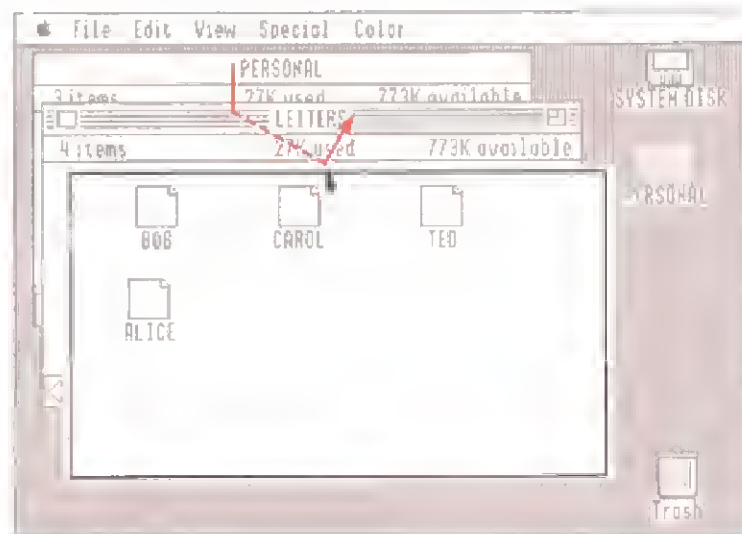 File Edit View Special Color
PERSONAL
3 items 27K used 773K available
SYSTEM DISK
LETTERS
4 items 27K used 773K available
BOB CAROL TED
ALICE
Trash